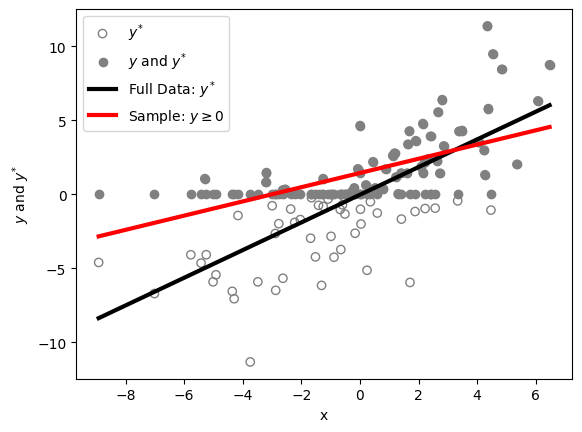 y*
y and y*
Full Data: y*
Sample: y ≥ 0
y and y*
10
5
0
−5
−10
−8 −6 −4 −2 0 2 4 6
x